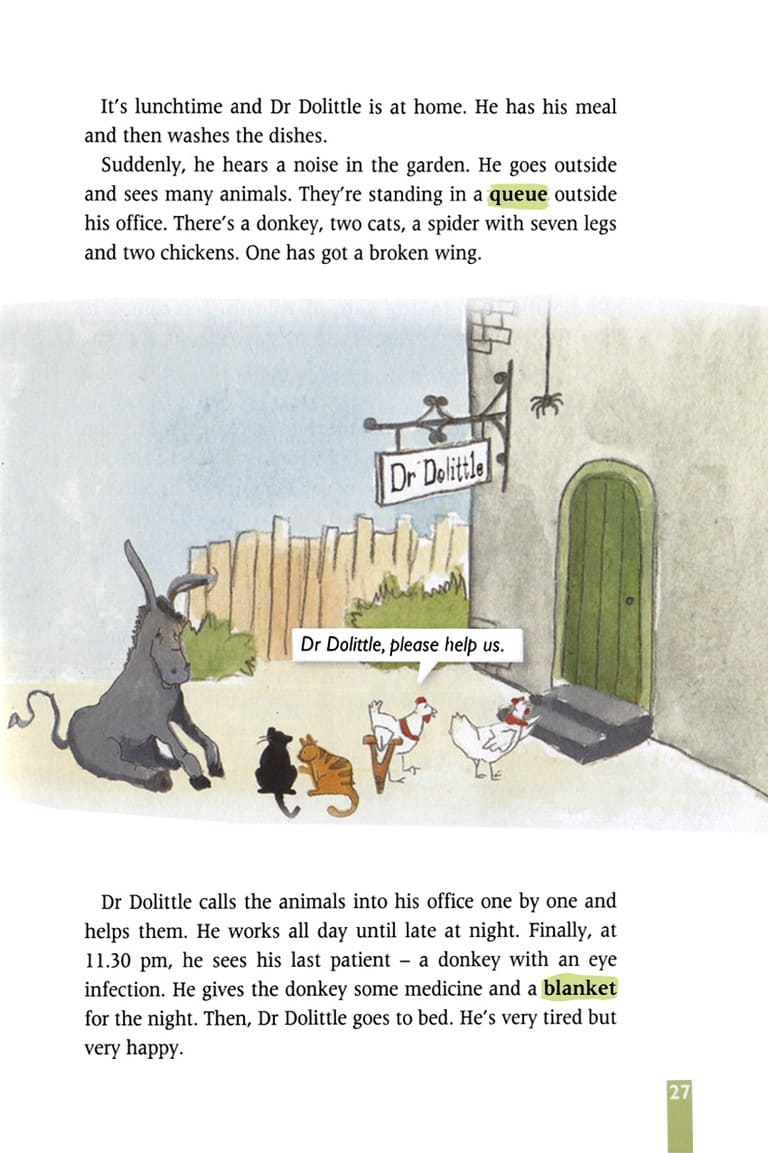 It's lunchtime and Dr Dolittle is at home. He has his meal
and then washes the dishes.
Suddenly, he hears a noise in the garden. He goes outside
and sees many animals. They're standing in a queue outside
his office. There's a donkey, two cats, a spider with seven legs
and two chickens. One has got a broken wing.
Dr Dolittle
Dr Dolittle, please help us.
Dr Dolittle calls the animals into his office one by one and
helps them. He works all day until late at night. Finally, at
11.30 pm, he sees his last patient – a donkey with an eye
infection. He gives the donkey some medicine and a blanket
for the night. Then, Dr Dolittle goes to bed. He's very tired but
very happy.
27